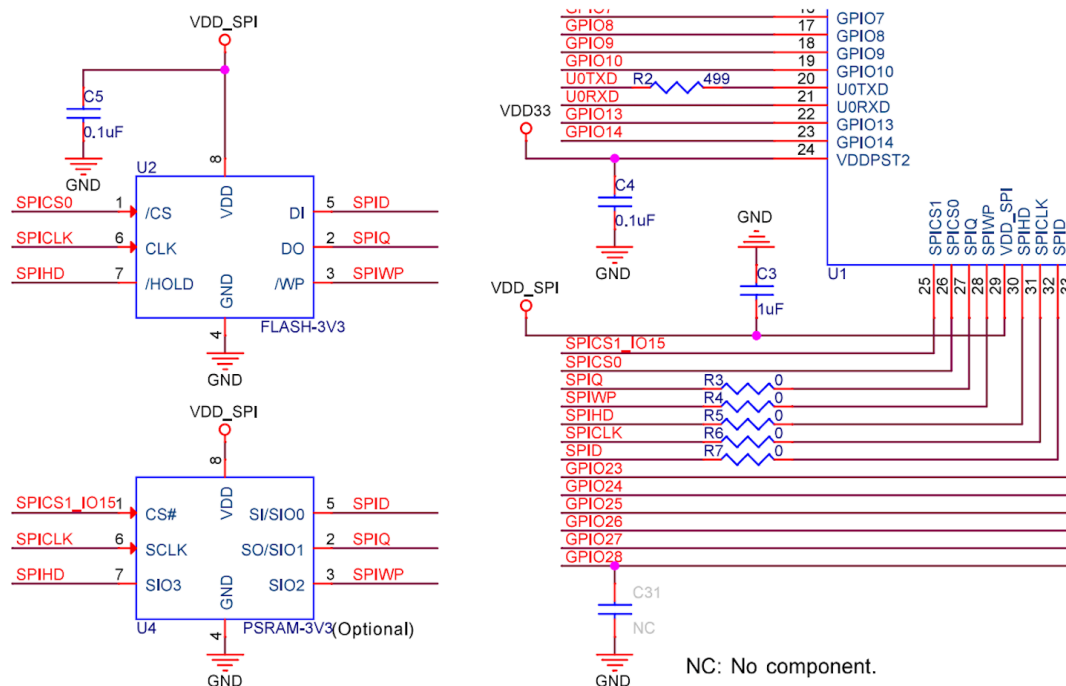 VDD_SPI
C5
0.1uF
GND
U2
8
VDD
SPICS0 1 /CS DI 5 SPID
SPICLK 6 CLK DO 2 SPIQ
SPIHD 7 /HOLD /WP 3 SPIWP
GND
4
FLASH-3V3
GND
VDD_SPI
8
VDD
SPICS1_IO15 1 CS# SI/SIO0 5 SPID
SPICLK 6 SCLK SO/SIO1 2 SPIQ
SPIHD 7 SIO3 SIO2 3 SPIWP
GND
U4
4
PSRAM-3V3 (Optional)
GND
GPIO7 16 GPIO7
GPIO8 17 GPIO8
GPIO9 18 GPIO9
GPIO10 19 GPIO10
U0TXD R2 499 20 U0TXD
U0RXD 21 U0RXD
GPIO13 22 GPIO13
GPIO14 23 GPIO14
VDD33 24 VDDPST2
C4
0.1uF
GND
GND
C3
1uF
VDD_SPI
U1
SPICS1 SPICS0 SPIQ SPIWP VDD_SPI SPIHD SPICLK SPID
25 26 27 28 29 30 31 32 33
SPICS1_IO15
SPICS0
SPIQ R3 0
SPIWP R4 0
SPIHD R5 0
SPICLK R6 0
SPID R7 0
GPIO23
GPIO24
GPIO25
GPIO26
GPIO27
GPIO28
C31
NC
GND
NC: No component.